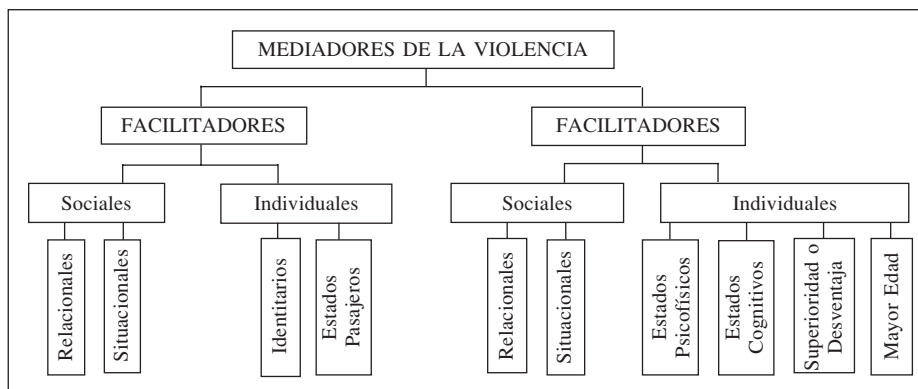 MEDIADORES DE LA VIOLENCIA
FACILITADORES
FACILITADORES
Sociales
Individuales
Sociales
Individuales
Relacionales
Situacionales
Identitarios
Estados
Pasajeros
Relacionales
Situacionales
Estados
Psicofísicos
Estados
Cognitivos
Superioridad o
Desventaja
Mayor Edad